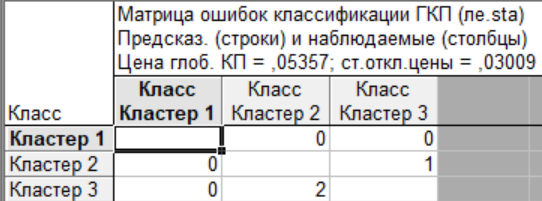 Матрица ошибок классификации ГКП (ле.sta)
Предсказ. (строки) и наблюдаемые (столбцы)
Цена глоб. КП = ,05357; ст.откл.цены = ,03009
Класс Класс Класс
Класс Кластер 1 Кластер 2 Кластер 3
Кластер 1 0 0
Кластер 2 0 1
Кластер 3 0 2